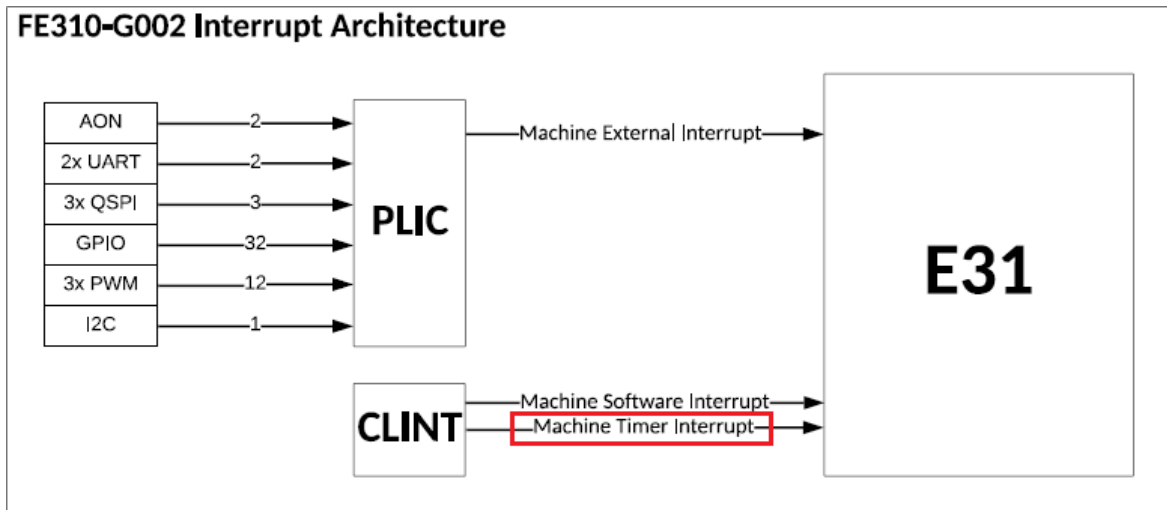 FE310-G002 Interrupt Architecture
AON
2
2x UART
2
3x QSPI
3
GPIO
32
3x PWM
12
I2C
1
PLIC
Machine External Interrupt
E31
CLINT
Machine Software Interrupt
Machine Timer Interrupt